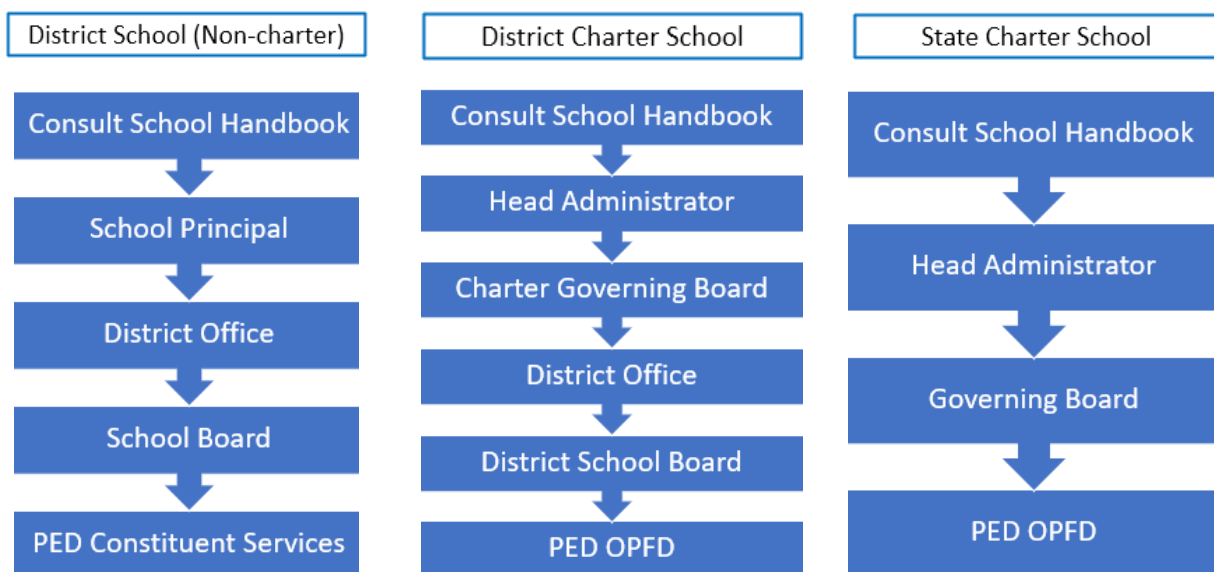 District School (Non-charter)
Consult School Handbook
School Principal
District Office
School Board
PED Constituent Services
District Charter School
Consult School Handbook
Head Administrator
Charter Governing Board
District Office
District School Board
PED OPFD
State Charter School
Consult School Handbook
Head Administrator
Governing Board
PED OPFD